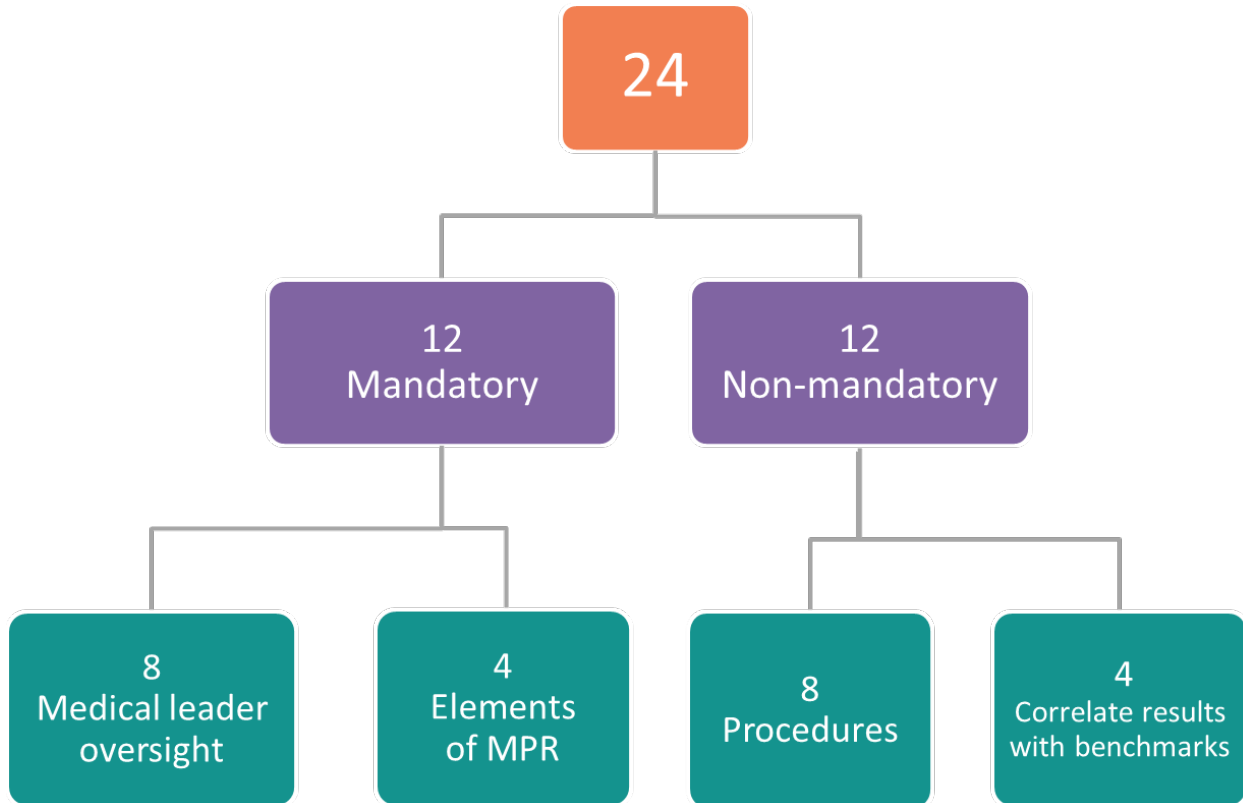 24
12
Mandatory
12
Non-mandatory
8
Medical leader
oversight
4
Elements
of MPR
8
Procedures
4
Correlate results
with benchmarks